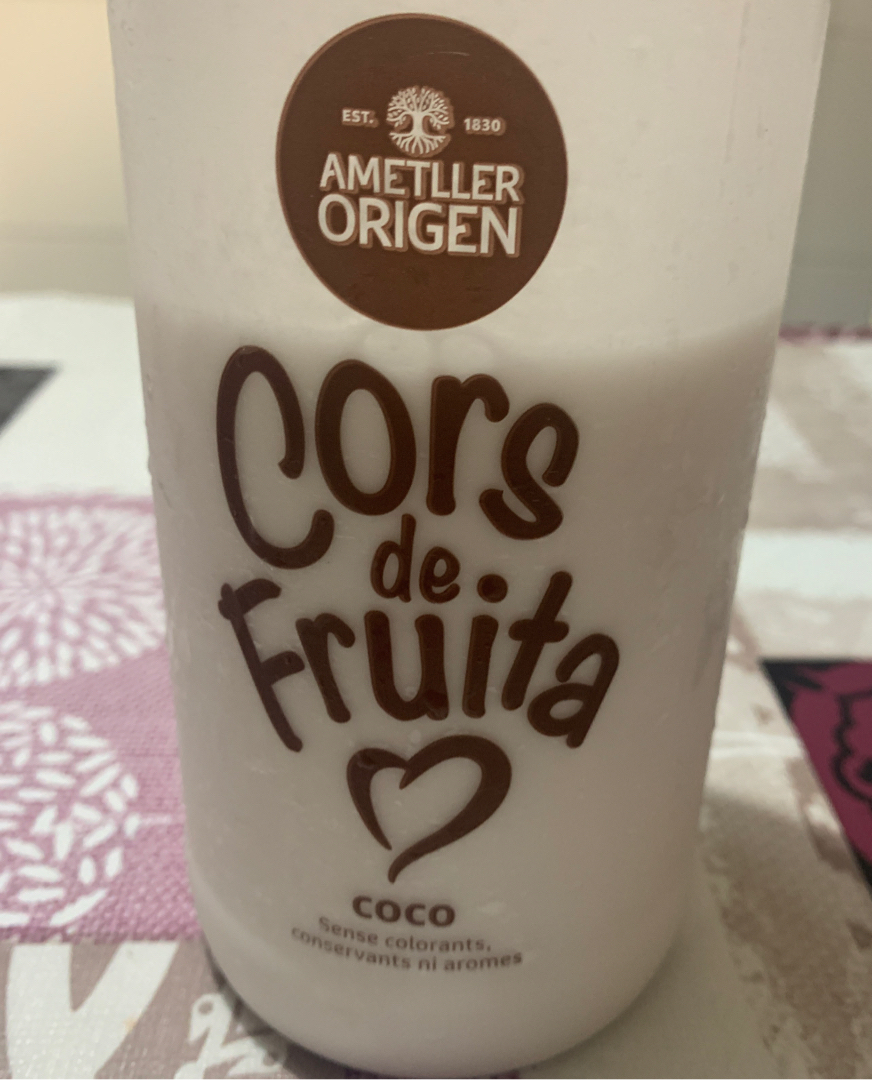 EST. 1830
AMETLLER
ORIGEN
Cors
de
Fruita
COCO
Sense colorants,
conservants ni aromes